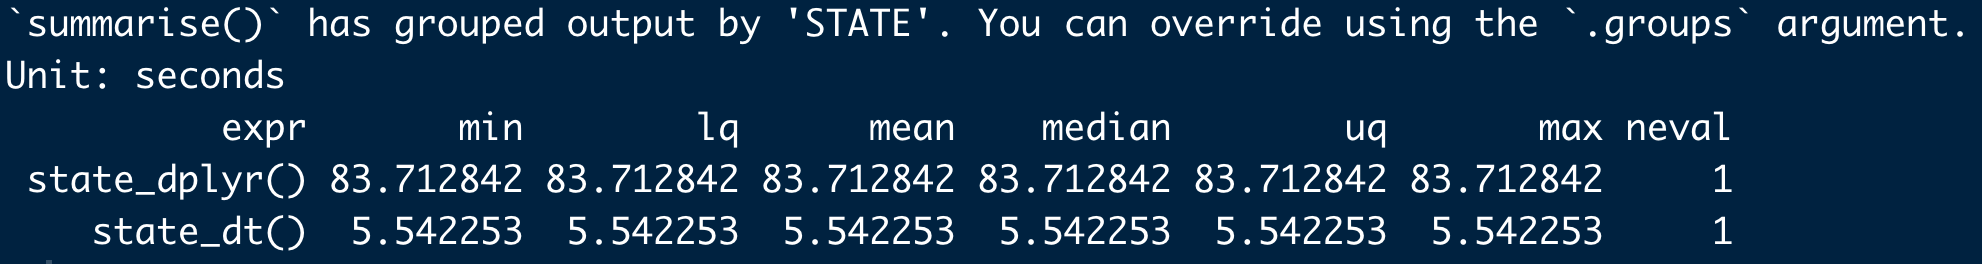 `summarise()` has grouped output by 'STATE'. You can override using the `.groups` argument.
Unit: seconds
expr min lq mean median uq max neval
state_dplyr() 83.712842 83.712842 83.712842 83.712842 83.712842 83.712842 1
state_dt() 5.542253 5.542253 5.542253 5.542253 5.542253 5.542253 1